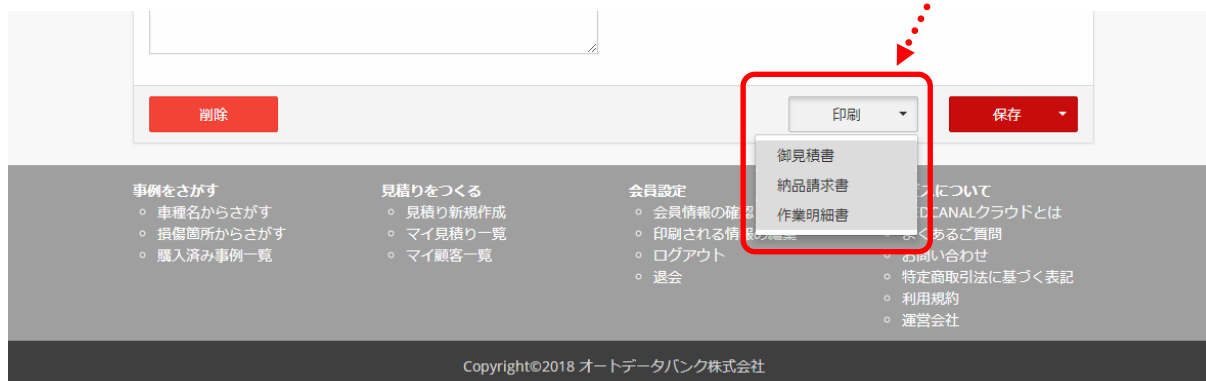 削除
印刷
保存
御見積書
納品請求書
作業明細書
事例をさがす
車種名からさがす
損傷箇所からさがす
購入済み事例一覧
見積りをつくる
見積り新規作成
マイ見積り一覧
マイ顧客一覧
会員設定
会員情報の確認
印刷される情報の編集
ログアウト
退会
について
CANALクラウドとは
よくあるご質問
お問い合わせ
特定商取引法に基づく表記
利用規約
運営会社
Copyright©2018 オートデータバンク株式会社